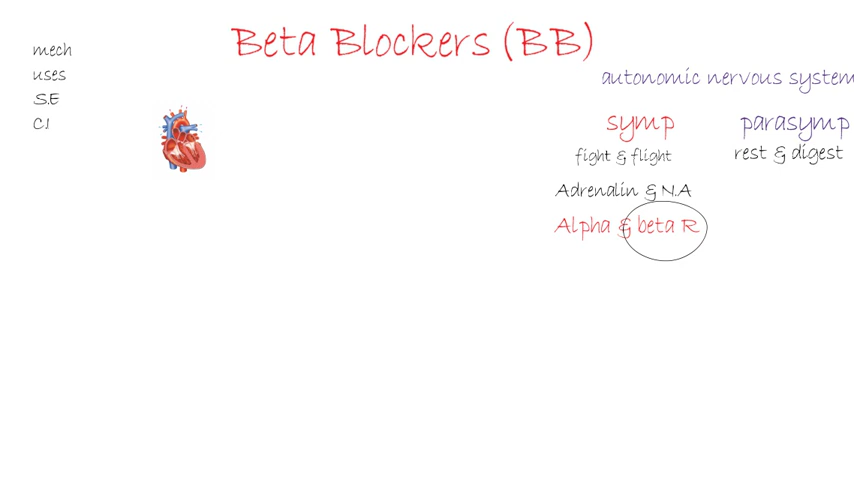 Beta Blockers (BB)
mech
uses
S.E
C.I
autonomic nervous system
symp
parasymp
fight & flight
rest & digest
Adrenalin & N.A
Alpha & beta R